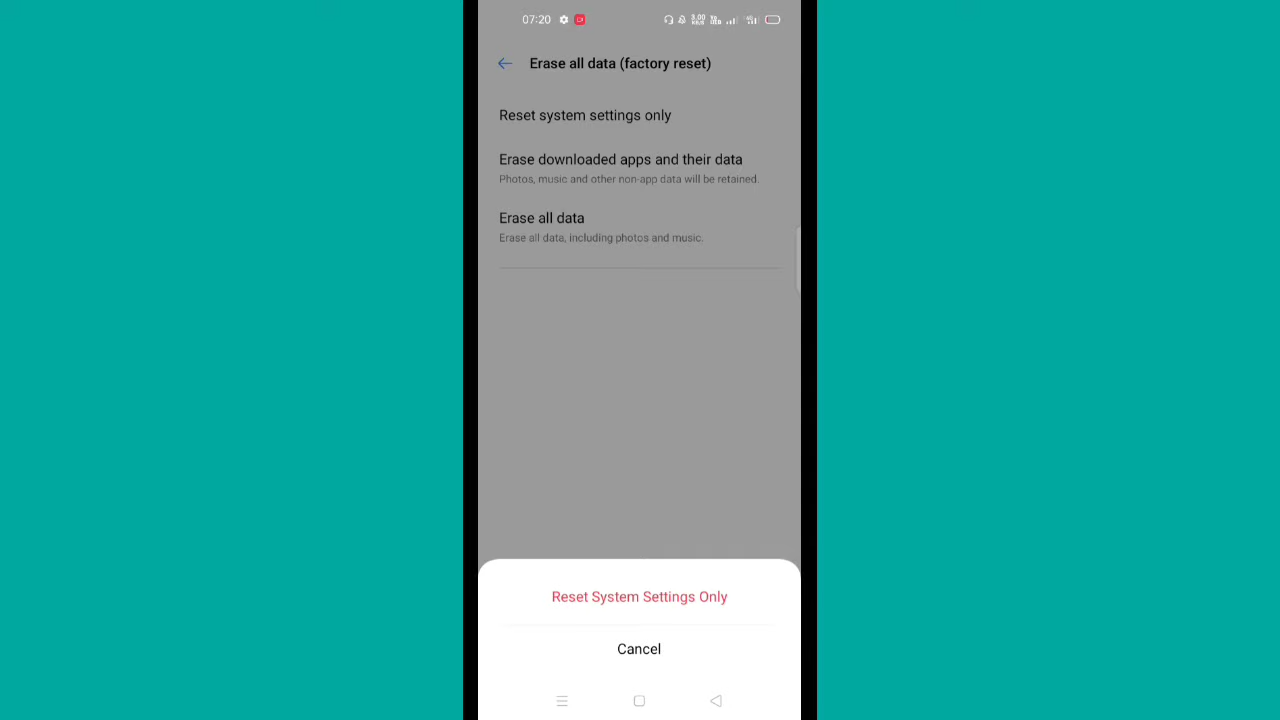 07:20
Erase all data (factory reset)
Reset system settings only
Erase downloaded apps and their data
Photos, music and other non-app data will be retained.
Erase all data
Erase all data, including photos and music.
Reset System Settings Only
Cancel